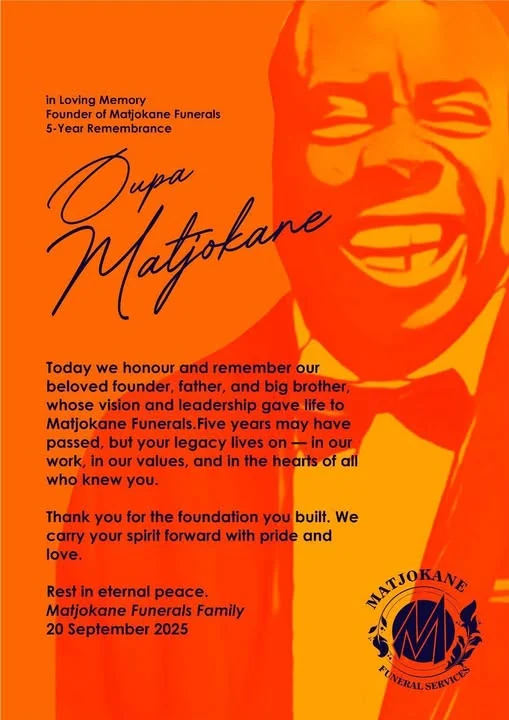 in Loving Memory
Founder of Matjokane Funerals
5-Year Remembrance
Oupa
Matjokane
Today we honour and remember our
beloved founder, father, and big brother,
whose vision and leadership gave life to
Matjokane Funerals.Five years may have
passed, but your legacy lives on — in our
work, in our values, and in the hearts of all
who knew you.
Thank you for the foundation you built. We
carry your spirit forward with pride and
love.
Rest in eternal peace.
Matjokane Funerals Family
20 September 2025
MATJOKANE
M
FUNERAL SERVICES